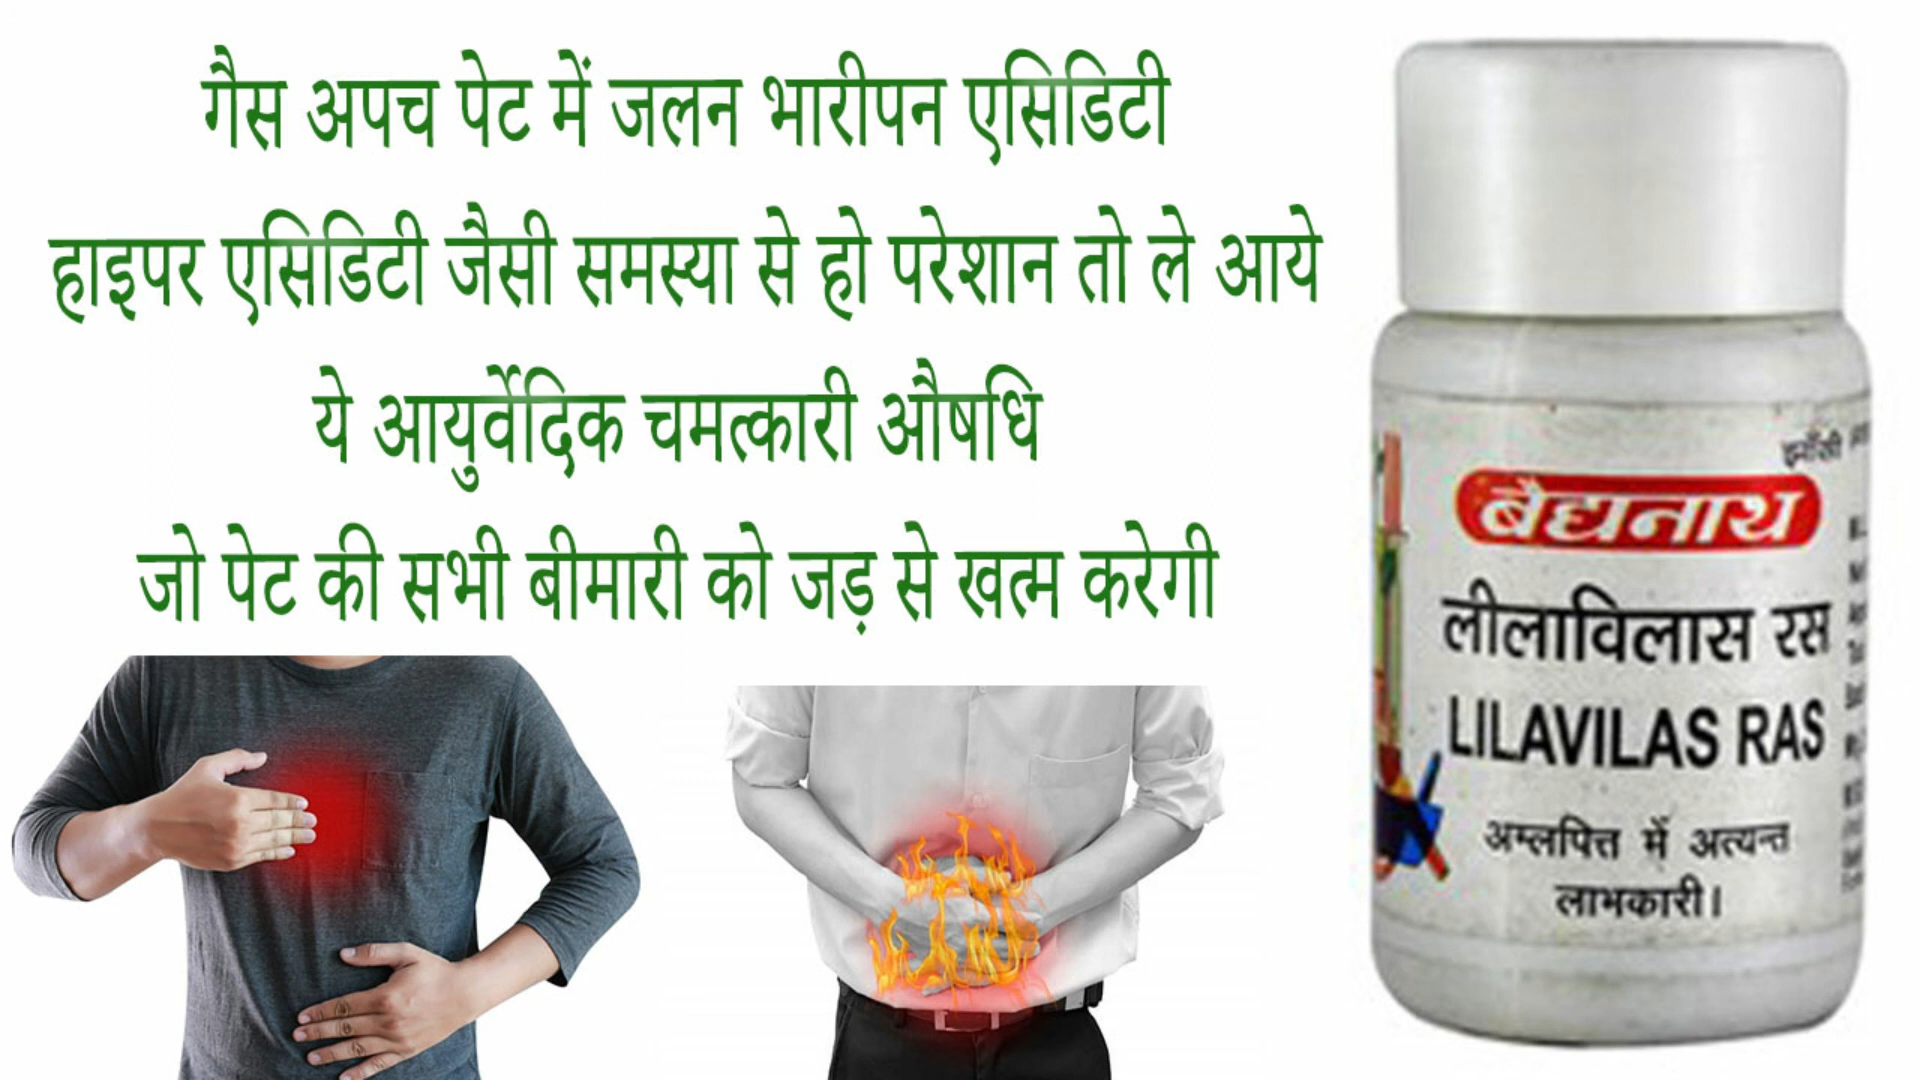 गैस अपच पेट में जलन भारीपन एसिडिटी
हाइपर एसिडिटी जैसी समस्या से हो परेशान तो ले आये
ये आयुर्वेदिक चमत्कारी औषधि
जो पेट की सभी बीमारी को जड़ से खत्म करेगी
झाँसी
बैद्यनाथ
लीलाविलास रस
LILAVILAS RAS
अम्लपित्त में अत्यन्त
लाभकारी।